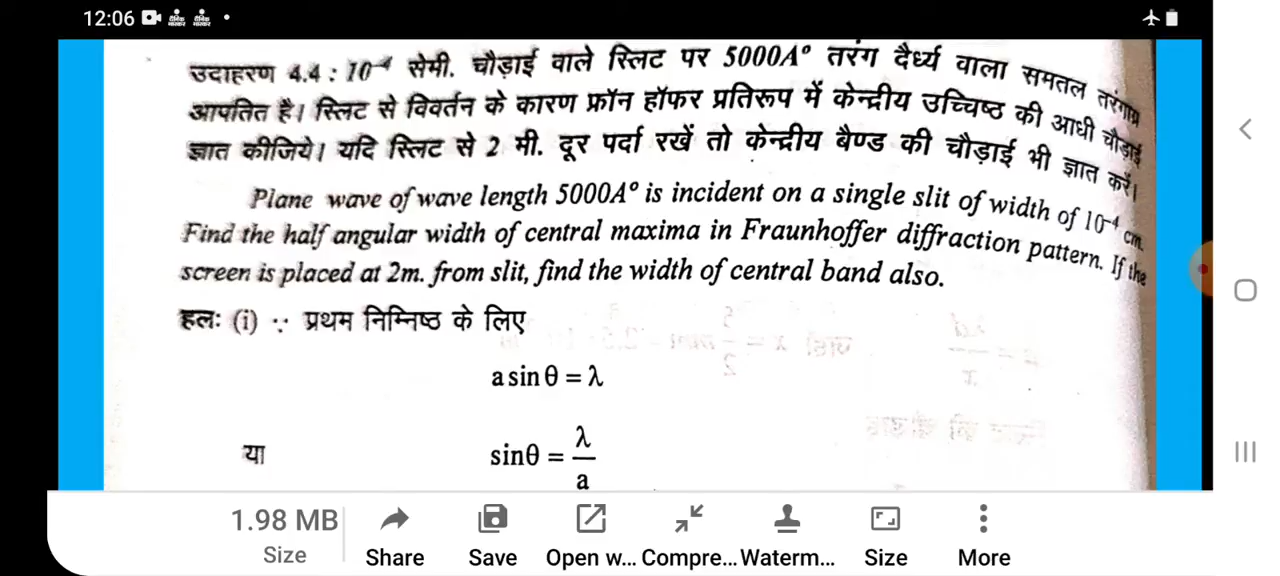 12:06
उदाहरण 4.4 : 10⁻⁴ सेमी. चौड़ाई वाले स्लिट पर 5000A° तरंग दैर्ध्य वाला समतल तरंगाग्र
आपतित है। स्लिट से विवर्तन के कारण फ्रॉन हॉफर प्रतिरूप में केन्द्रीय उच्चिष्ठ की आधी चौड़ाई
ज्ञात कीजिये। यदि स्लिट से 2 मी. दूर पर्दा रखें तो केन्द्रीय बैण्ड की चौड़ाई भी ज्ञात करें।
Plane wave of wave length 5000A° is incident on a single slit of width of 10⁻⁴ cm.
Find the half angular width of central maxima in Fraunhoffer diffraction pattern. If the
screen is placed at 2m. from slit, find the width of central band also.
हलः (i) ∵ प्रथम निम्निष्ठ के लिए
a sin θ = λ
या sinθ = λ/a
1.98 MB
Size
Share Save Open w... Compre... Waterm... Size More